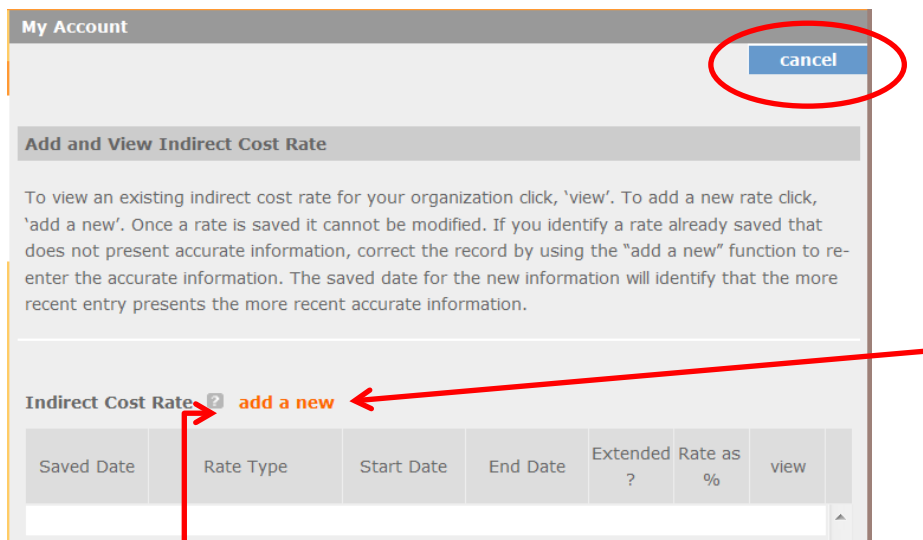 My Account
cancel
Add and View Indirect Cost Rate
To view an existing indirect cost rate for your organization click, ‘view’. To add a new rate click,
‘add a new’. Once a rate is saved it cannot be modified. If you identify a rate already saved that
does not present accurate information, correct the record by using the “add a new” function to re-
enter the accurate information. The saved date for the new information will identify that the more
recent entry presents the more recent accurate information.
Indirect Cost Rate ? add a new
Saved Date Rate Type Start Date End Date Extended ? Rate as % view